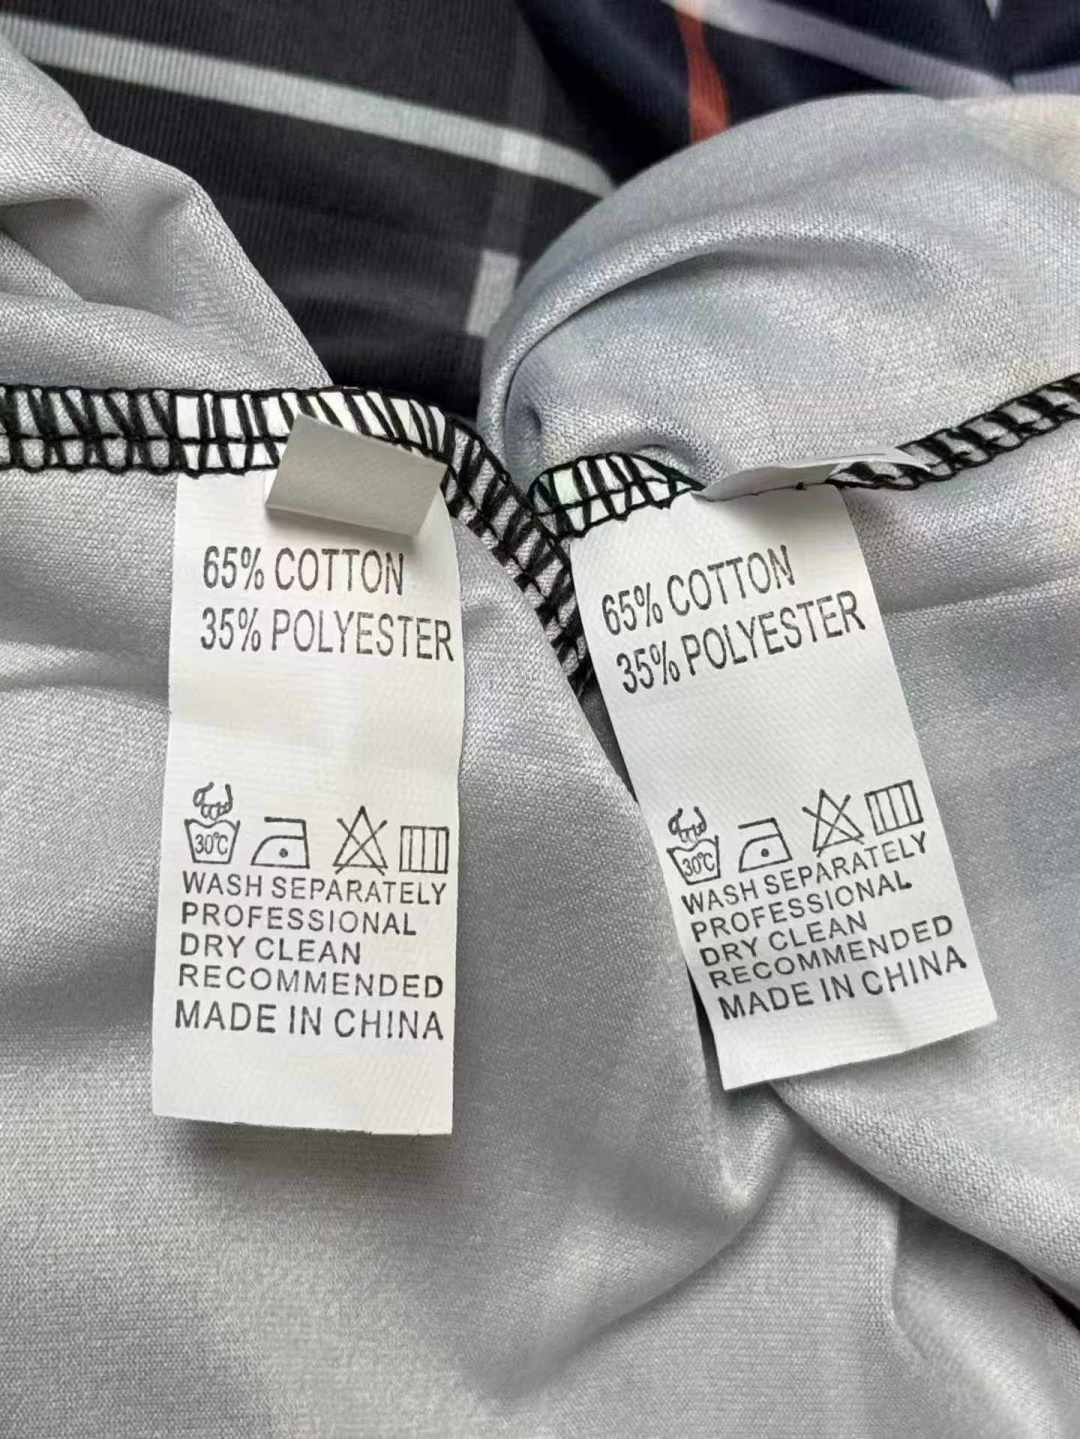 65% COTTON
35% POLYESTER
30℃
WASH SEPARATELY
PROFESSIONAL
DRY CLEAN
RECOMMENDED
MADE IN CHINA
65% COTTON
35% POLYESTER
30℃
WASH SEPARATELY
PROFESSIONAL
DRY CLEAN
RECOMMENDED
MADE IN CHINA